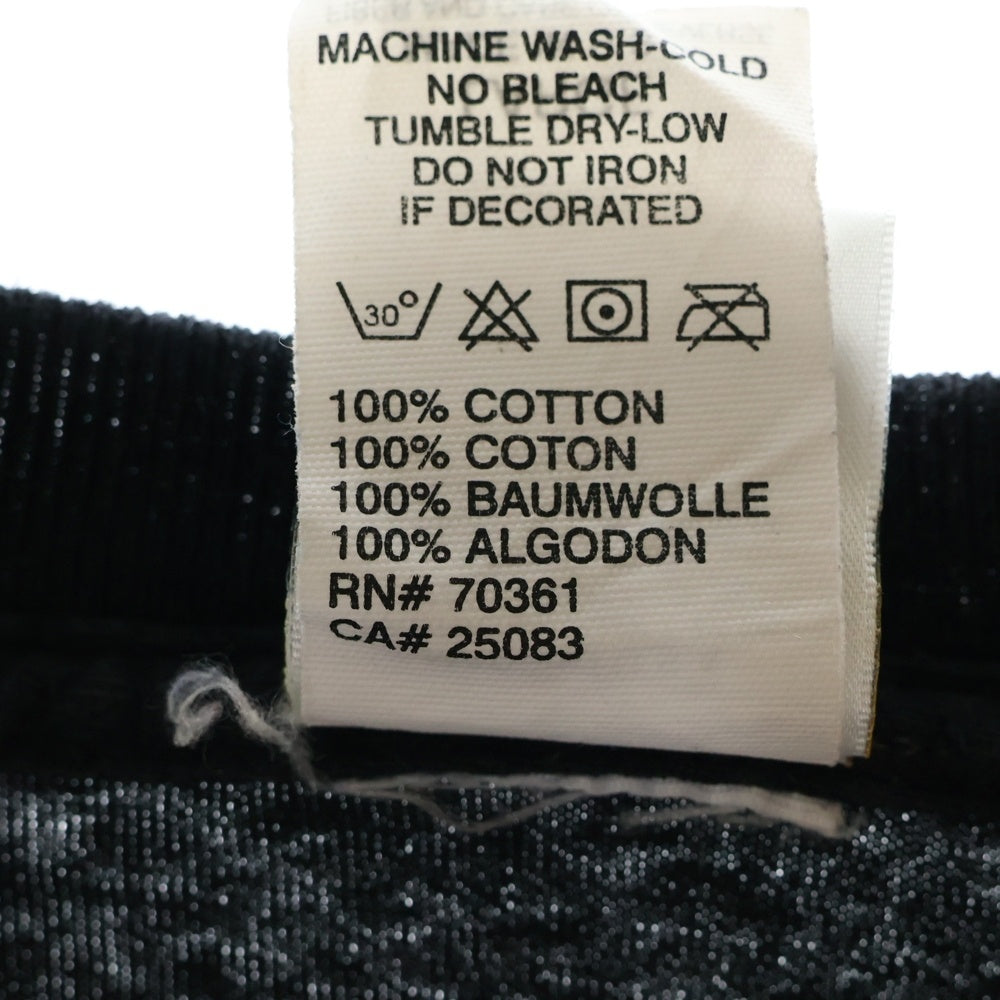 MACHINE WASH-COLD
NO BLEACH
TUMBLE DRY-LOW
DO NOT IRON
IF DECORATED
30°
100% COTTON
100% COTON
100% BAUMWOLLE
100% ALGODON
RN# 70361
CA# 25083